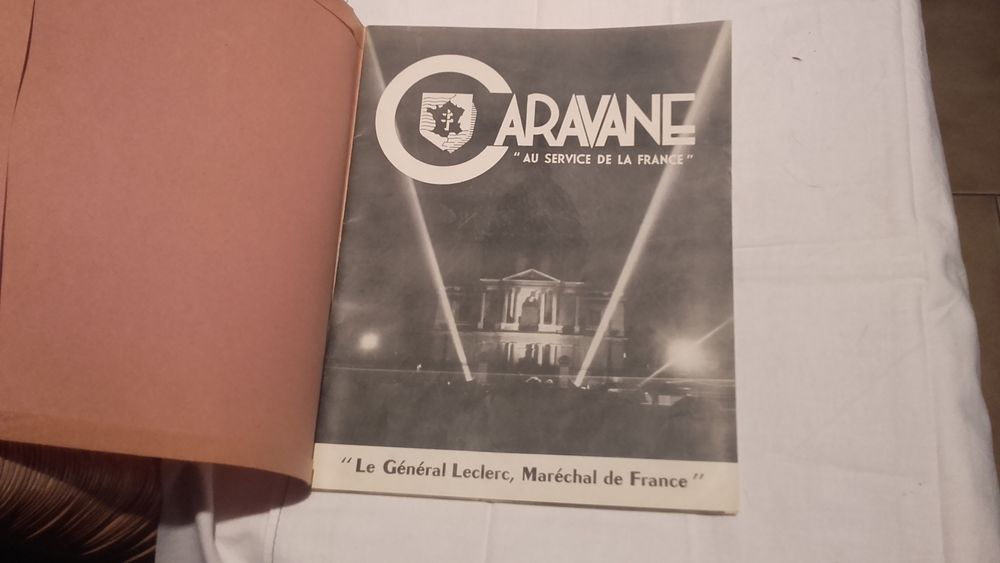 CARAVANE
"AU SERVICE DE LA FRANCE"
"Le Général Leclerc, Maréchal de France"